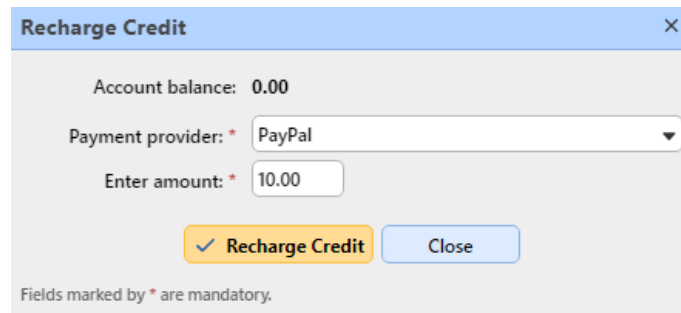 Recharge Credit ×
Account balance: 0.00
Payment provider: * PayPal
Enter amount: * 10.00
Recharge Credit Close
Fields marked by * are mandatory.